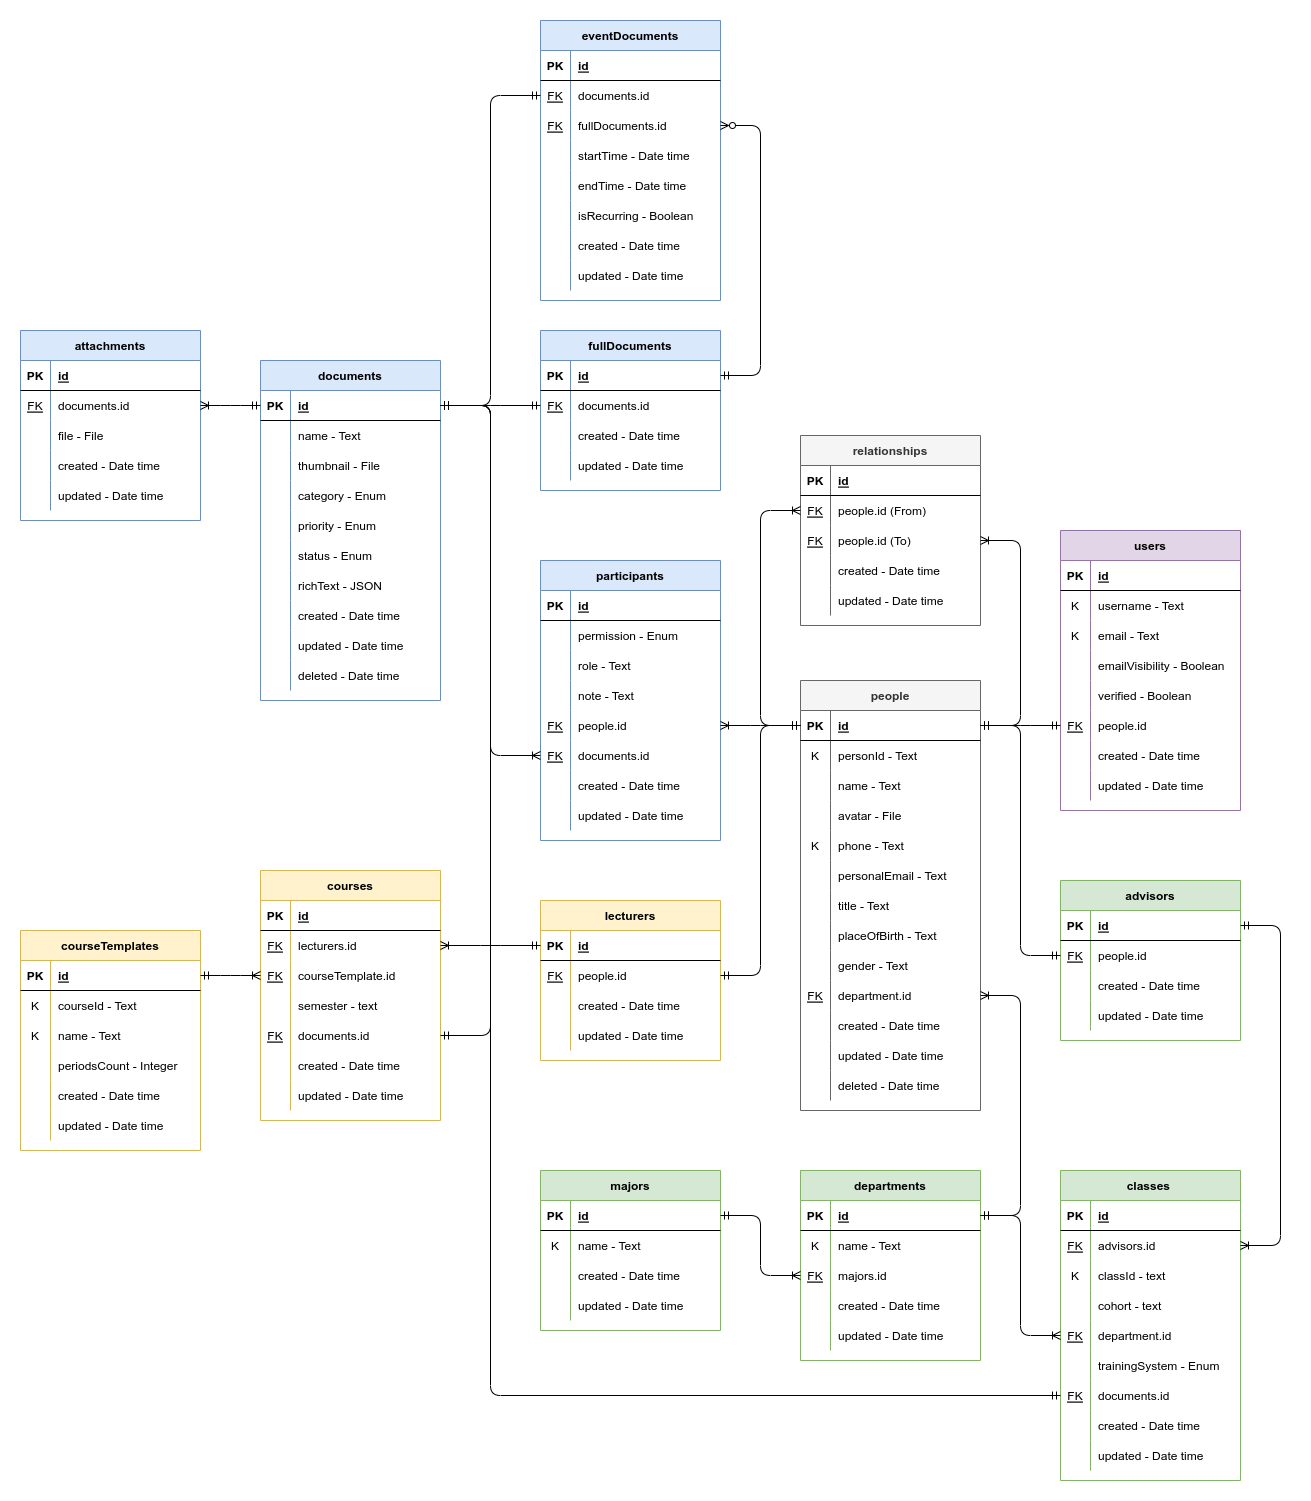 eventDocuments
PK id
FK documents.id
FK fullDocuments.id
startTime - Date time
endTime - Date time
isRecurring - Boolean
created - Date time
updated - Date time
attachments
PK id
FK documents.id
file - File
created - Date time
updated - Date time
documents
PK id
name - Text
thumbnail - File
category - Enum
priority - Enum
status - Enum
richText - JSON
created - Date time
updated - Date time
deleted - Date time
fullDocuments
PK id
FK documents.id
created - Date time
updated - Date time
relationships
PK id
FK people.id (From)
FK people.id (To)
created - Date time
updated - Date time
users
PK id
K username - Text
K email - Text
emailVisibility - Boolean
verified - Boolean
FK people.id
created - Date time
updated - Date time
participants
PK id
permission - Enum
role - Text
note - Text
FK people.id
FK documents.id
created - Date time
updated - Date time
people
PK id
K personId - Text
name - Text
avatar - File
K phone - Text
personalEmail - Text
title - Text
placeOfBirth - Text
gender - Text
FK department.id
created - Date time
updated - Date time
deleted - Date time
advisors
PK id
FK people.id
created - Date time
updated - Date time
courseTemplates
PK id
K courseId - Text
K name - Text
periodsCount - Integer
created - Date time
updated - Date time
courses
PK id
FK lecturers.id
FK courseTemplate.id
semester - text
FK documents.id
created - Date time
updated - Date time
lecturers
PK id
FK people.id
created - Date time
updated - Date time
majors
PK id
K name - Text
created - Date time
updated - Date time
departments
PK id
K name - Text
FK majors.id
created - Date time
updated - Date time
classes
PK id
FK advisors.id
K classId - text
cohort - text
FK department.id
trainingSystem - Enum
FK documents.id
created - Date time
updated - Date time